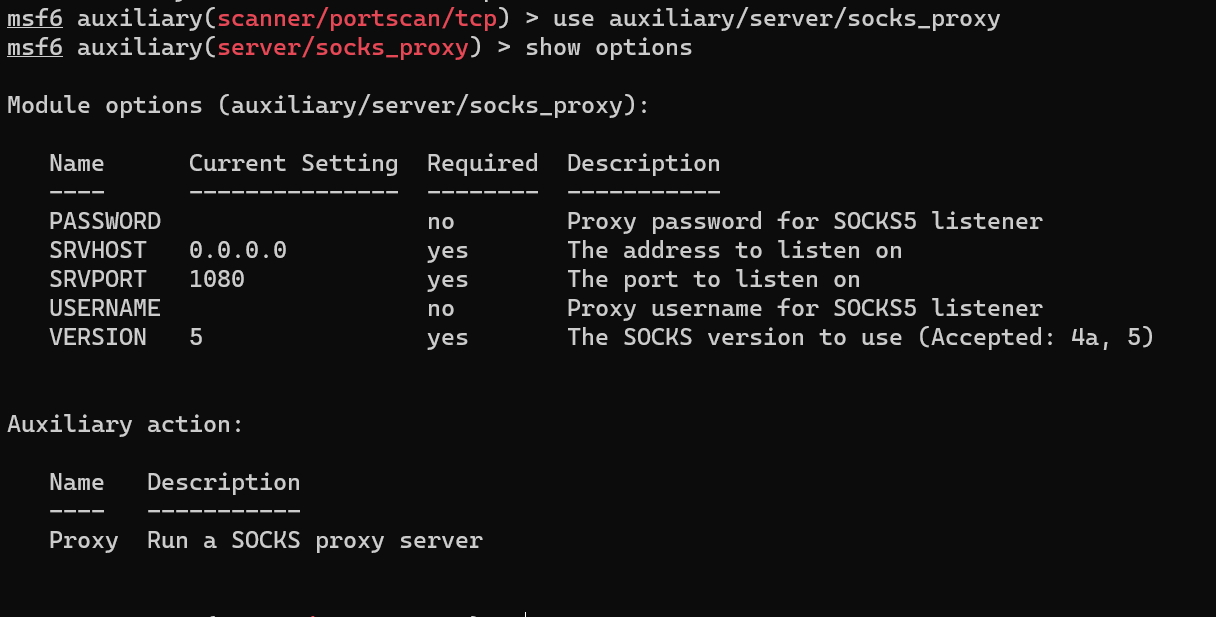 msf6 auxiliary(scanner/portscan/tcp) > use auxiliary/server/socks_proxy
msf6 auxiliary(server/socks_proxy) > show options
Module options (auxiliary/server/socks_proxy):
Name Current Setting Required Description
---- --------------- -------- -----------
PASSWORD no Proxy password for SOCKS5 listener
SRVHOST 0.0.0.0 yes The address to listen on
SRVPORT 1080 yes The port to listen on
USERNAME no Proxy username for SOCKS5 listener
VERSION 5 yes The SOCKS version to use (Accepted: 4a, 5)
Auxiliary action:
Name Description
---- -----------
Proxy Run a SOCKS proxy server